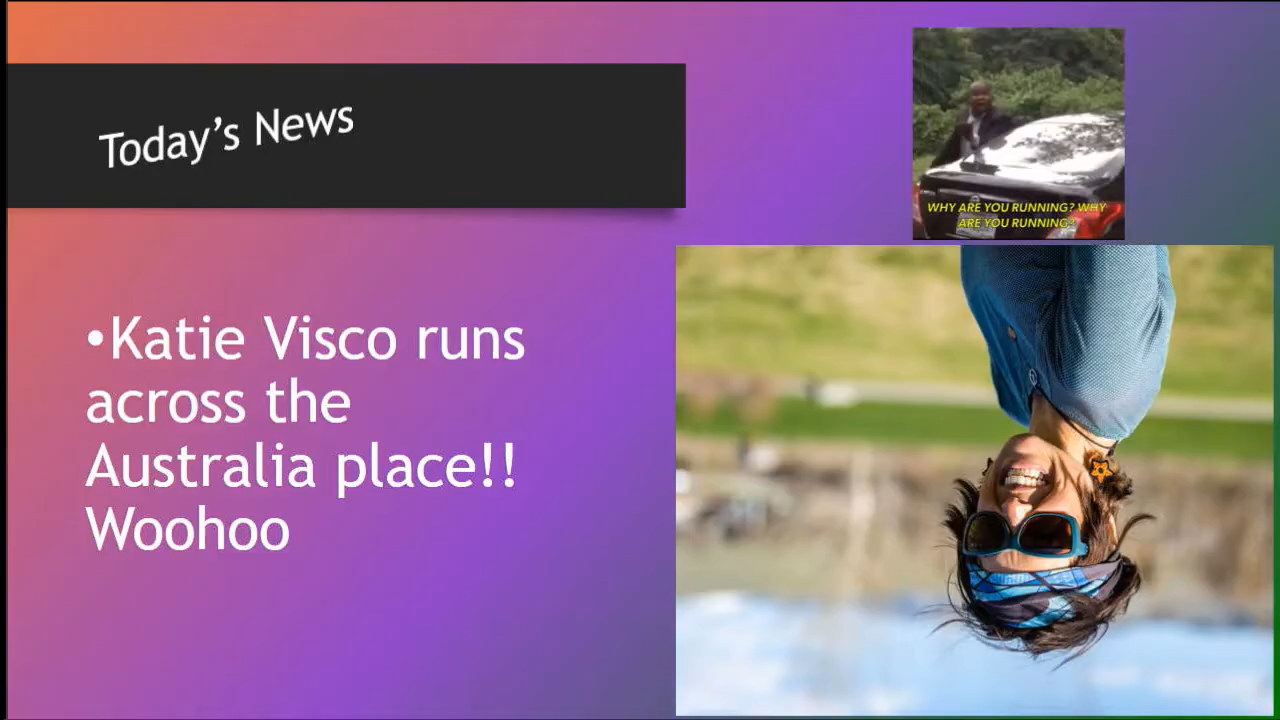 Today’s News
WHY ARE YOU RUNNING? WHY
ARE YOU RUNNING?
•Katie Visco runs
across the
Australia place!!
Woohoo